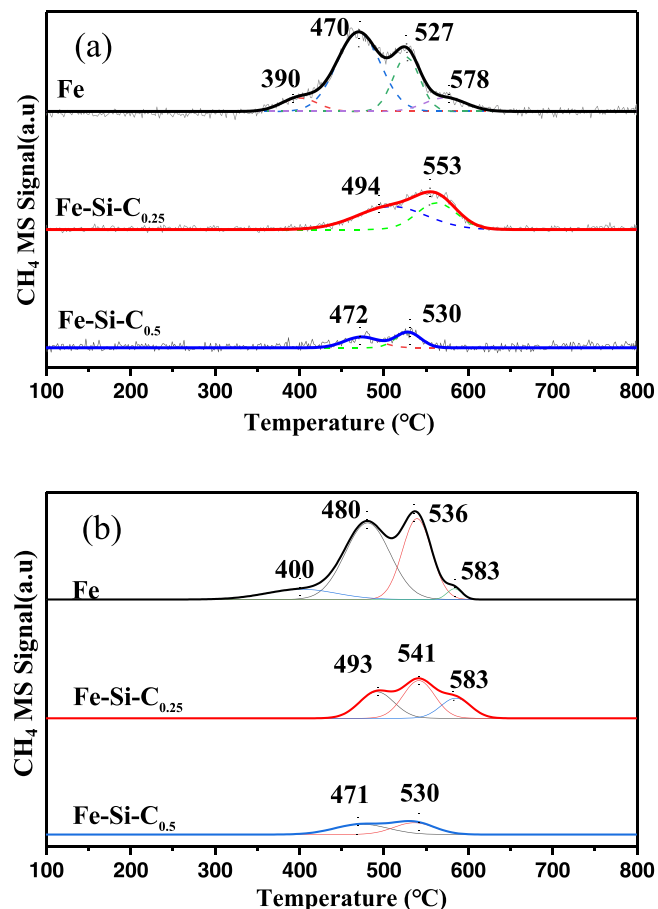 (a)
470
527
390
578
Fe
553
494
Fe-Si-C0.25
472
530
Fe-Si-C0.5
CH4 MS Signal(a.u)
100 200 300 400 500 600 700 800
Temperature (℃)
(b)
480
536
400
583
Fe
493
541
583
Fe-Si-C0.25
471
530
Fe-Si-C0.5
CH4 MS Signal(a.u)
100 200 300 400 500 600 700 800
Temperature (℃)